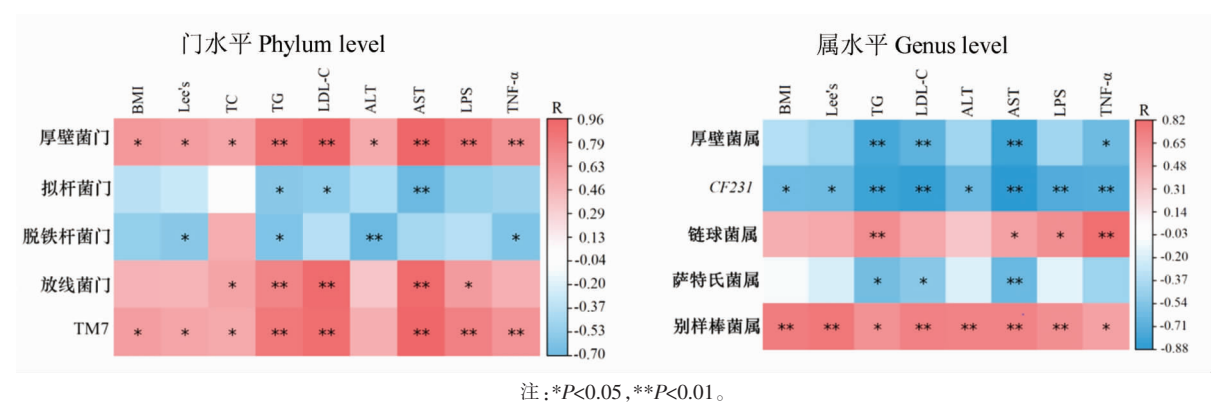 门水平 Phylum level
BMI Lee's TC TG LDL-C ALT AST LPS TNF-α R
厚壁菌门 * * * ** ** * ** ** ** 0.96
0.79
0.63
拟杆菌门 * * ** 0.46
0.29
脱铁杆菌门 * * ** * 0.13
-0.04
放线菌门 * ** ** ** * -0.20
-0.37
TM7 * * * ** ** ** ** ** -0.53
-0.70
属水平 Genus level
BMI Lee's TG LDL-C ALT AST LPS TNF-α R
厚壁菌属 ** ** ** * 0.82
0.65
0.48
CF231 * * ** ** * ** ** ** 0.31
0.14
链球菌属 ** * * ** -0.03
-0.20
萨特氏菌属 * * ** -0.37
-0.54
别样棒菌属 ** ** * ** ** ** ** * -0.71
-0.88
注:*P<0.05,**P<0.01。